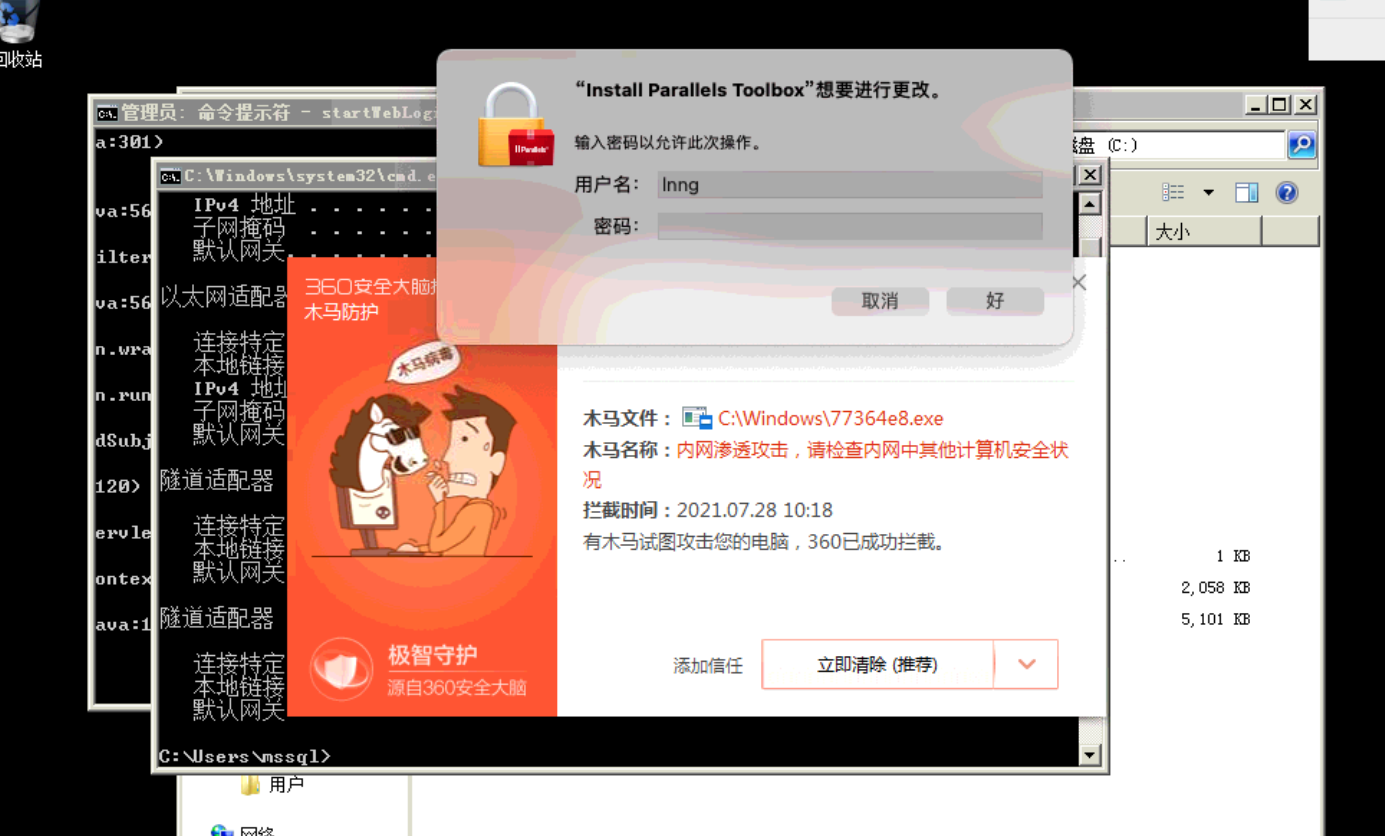 回收站
管理员: 命令提示符 - startWebLogi
a:301)
va:56
ilter
va:56
n.wra
n.run
dSubj
120)
ervle
ontex
ava:1
C:\Windows\system32\cmd.e
IPv4 地址 . . . . . .
子网掩码 . . . . . .
默认网关. . . . . . .
以太网适配器
连接特定
本地链接
IPv4 地址
子网掩码
默认网关
隧道适配器
连接特定
本地链接
默认网关
隧道适配器
连接特定
本地链接
默认网关
C:\Users\mssql>
“Install Parallels Toolbox”想要进行更改。
输入密码以允许此次操作。
用户名: lnng
密码:
取消 好
Parallels
360安全大脑
木马防护
木马病毒
木马文件: C:\Windows\77364e8.exe
木马名称:内网渗透攻击,请检查内网中其他计算机安全状
况
拦截时间:2021.07.28 10:18
有木马试图攻击您的电脑,360已成功拦截。
极智守护
源自360安全大脑
添加信任 立即清除 (推荐)
盘 (C:)
大小
.. 1 KB
2,058 KB
5,101 KB
用户
网络